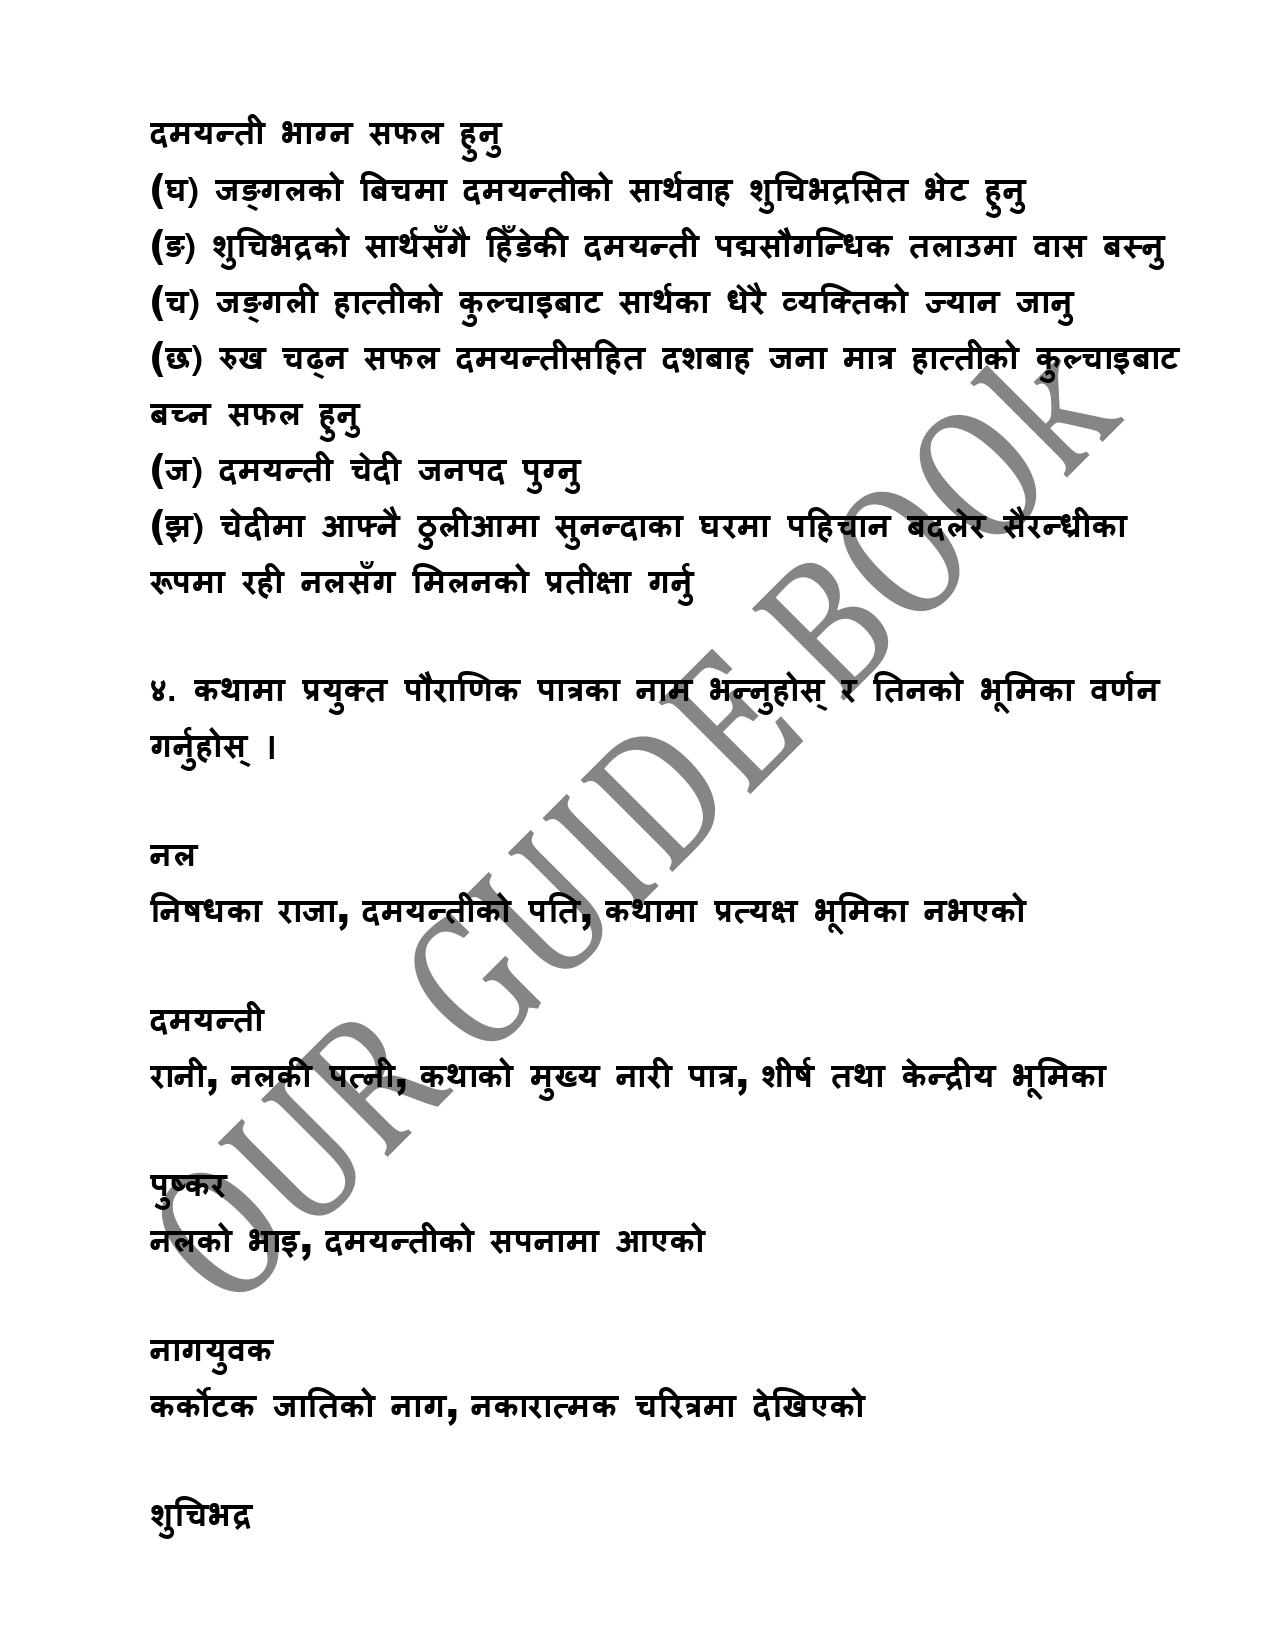 दमयन्ती भाग्न सफल हुनु
(घ) जङ्गलको बिचमा दमयन्तीको सार्थवाह शुचिभद्रसित भेट हुनु
(ङ) शुचिभद्रको सार्थसँगै हिँडेकी दमयन्ती पद्मसौगन्धिक तलाउमा वास बस्नु
(च) जङ्गली हात्तीको कुल्चाइबाट सार्थका धेरै व्यक्तिको ज्यान जानु
(छ) रुख चढ्न सफल दमयन्तीसहित दशबाह जना मात्र हात्तीको कुल्चाइबाट
बच्न सफल हुनु
(ज) दमयन्ती चेदी जनपद पुग्नु
(झ) चेदीमा आफ्नै ठुलीआमा सुनन्दाका घरमा पहिचान बदलेर सैरन्ध्रीका
रूपमा रही नलसँग मिलनको प्रतीक्षा गर्नु
४. कथामा प्रयुक्त पौराणिक पात्रका नाम भन्नुहोस् र तिनको भूमिका वर्णन
गर्नुहोस् ।
नल
निषधका राजा, दमयन्तीको पति, कथामा प्रत्यक्ष भूमिका नभएको
दमयन्ती
रानी, नलकी पत्नी, कथाको मुख्य नारी पात्र, शीर्ष तथा केन्द्रीय भूमिका
पुष्कर
नलको भाइ, दमयन्तीको सपनामा आएको
नागयुवक
कर्कोटक जातिको नाग, नकारात्मक चरित्रमा देखिएको
शुचिभद्र
OUR GUIDE BOOk